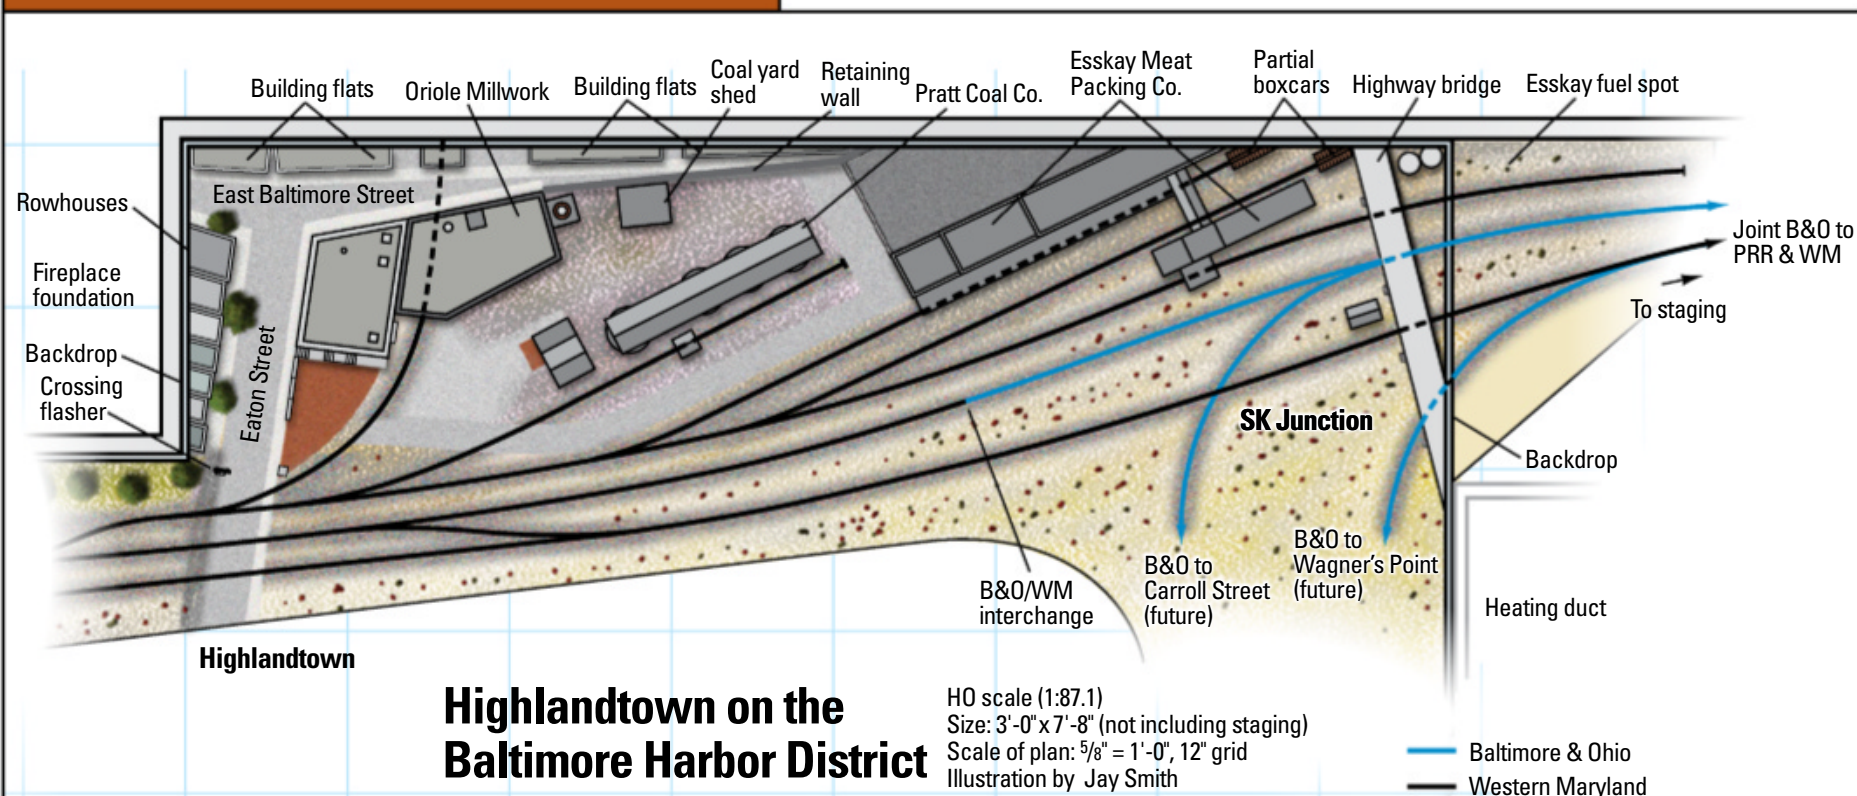 Building flats
Oriole Millwork
Building flats
Coal yard
shed
Retaining
wall
Pratt Coal Co.
Esskay Meat
Packing Co.
Partial
boxcars
Highway bridge
Esskay fuel spot
Rowhouses
East Baltimore Street
Joint B&O to
PRR & WM
Fireplace
foundation
To staging
Backdrop
Crossing
flasher
Eaton Street
SK Junction
Backdrop
B&O/WM
interchange
B&O to
Carroll Street
(future)
B&O to
Wagner's Point
(future)
Heating duct
Highlandtown
Highlandtown on the
Baltimore Harbor District
HO scale (1:87.1)
Size: 3'-0" x 7'-8" (not including staging)
Scale of plan: 5/8" = 1'-0", 12" grid
Illustration by Jay Smith
Baltimore & Ohio
Western Maryland